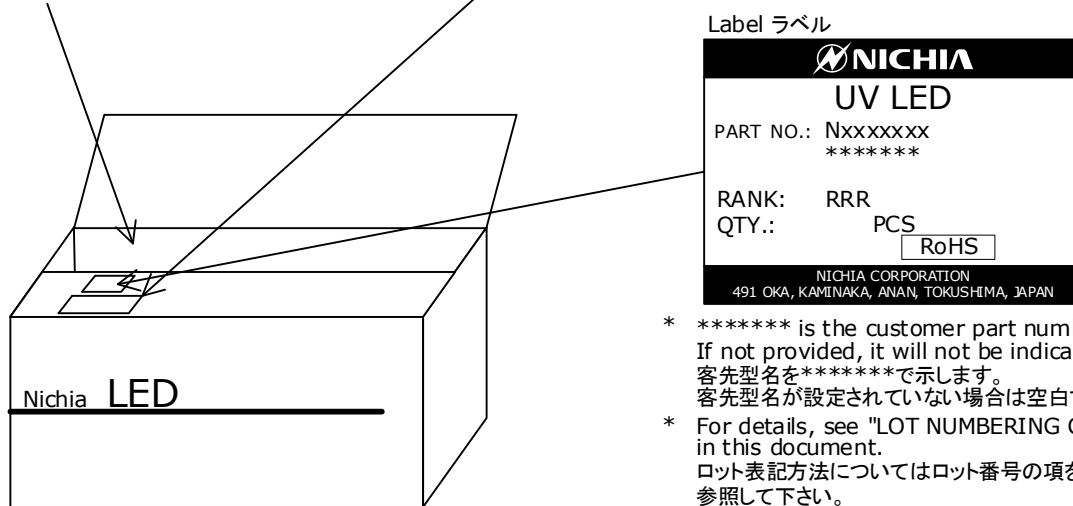 Label ラベル
NICHIA
UV LED
PART NO.: Nxxxxxxx
*******
RANK: RRR
QTY.: PCS
RoHS
NICHIA CORPORATION
491 OKA, KAMINAKA, ANAN, TOKUSHIMA, JAPAN
* ******* is the customer part num
If not provided, it will not be indica
客先型名を*******で示します。
客先型名が設定されていない場合は空白
* For details, see "LOT NUMBERING
in this document.
ロット表記方法についてはロット番号の項を
参照して下さい。
Nichia LED